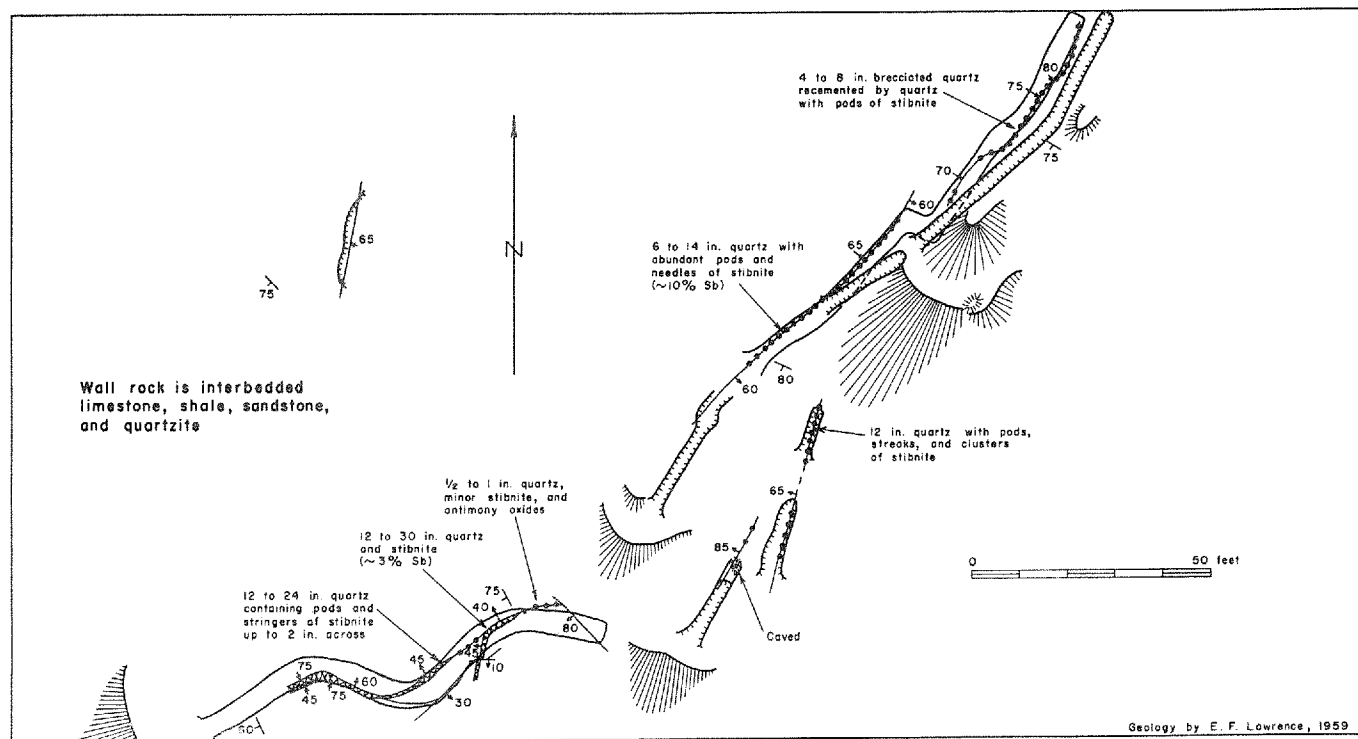 4 to 8 in. brecciated quartz
recemented by quartz
with pods of stibnite
80
75
75
70
60
65
N
65
75
6 to 14 in. quartz with
abundant pods and
needles of stibnite
(~10% Sb)
60
80
Wall rock is interbedded
limestone, shale, sandstone,
and quartzite
12 in. quartz with pods,
streaks, and clusters
of stibnite
65
½ to 1 in. quartz,
minor stibnite, and
antimony oxides
85
Caved
0 50 feet
12 to 30 in. quartz
and stibnite
(~3% Sb)
12 to 24 in. quartz
containing pods and
stringers of stibnite
up to 2 in. across
75
40
80
45
45
10
75
60
45
75
30
60
Geology by E. F. Lawrence, 1959